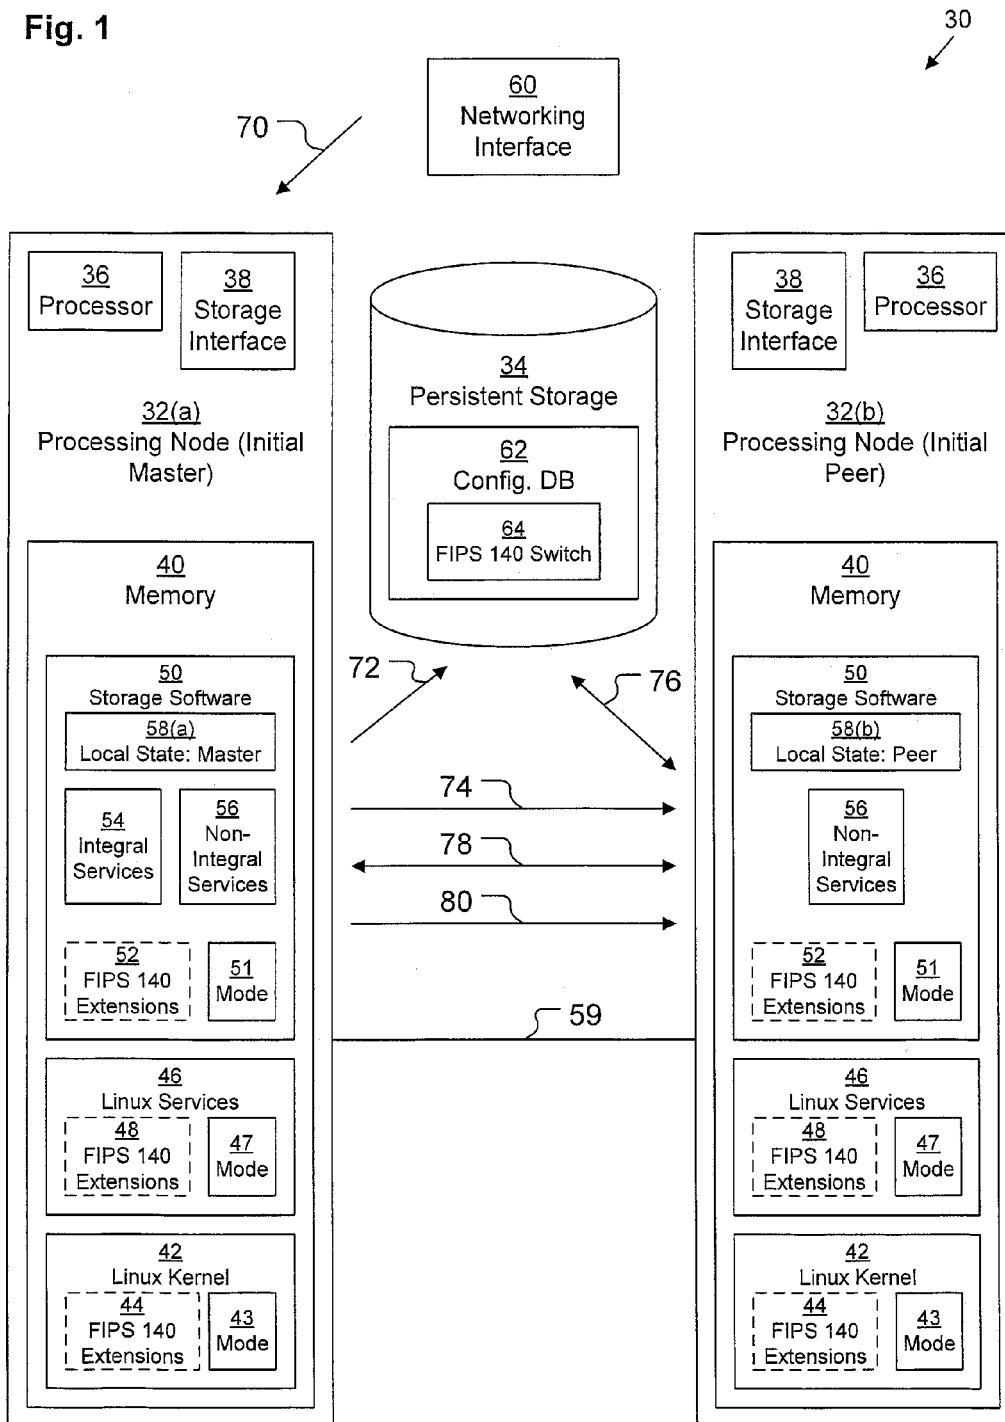 Fig. 1
30
60
Networking
Interface
70
36
Processor
38
Storage
Interface
32(a)
Processing Node (Initial
Master)
40
Memory
50
Storage Software
58(a)
Local State: Master
54
Integral
Services
56
Non-
Integral
Services
52
FIPS 140
Extensions
51
Mode
46
Linux Services
48
FIPS 140
Extensions
47
Mode
42
Linux Kernel
44
FIPS 140
Extensions
43
Mode
34
Persistent Storage
62
Config. DB
64
FIPS 140 Switch
72
76
74
78
80
59
38
Storage
Interface
36
Processor
32(b)
Processing Node (Initial
Peer)
40
Memory
50
Storage Software
58(b)
Local State: Peer
56
Non-
Integral
Services
52
FIPS 140
Extensions
51
Mode
46
Linux Services
48
FIPS 140
Extensions
47
Mode
42
Linux Kernel
44
FIPS 140
Extensions
43
Mode